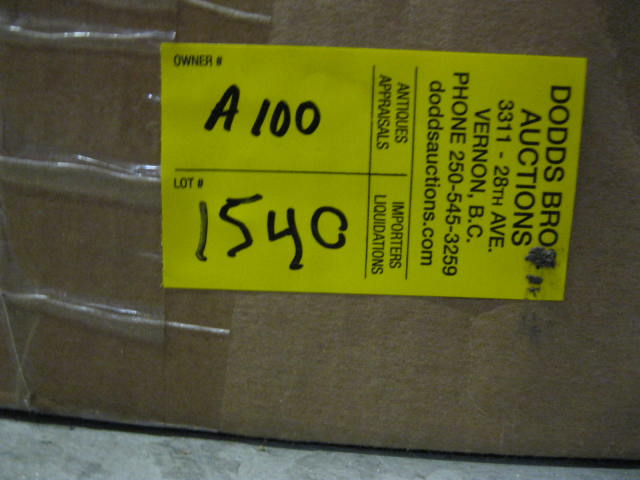 OWNER #
A 100
LOT #
1540
DODDS BRO
AUCTIONS
3311 - 28TH AVE.
VERNON, B.C.
PHONE 250-545-3259
doddsauctions.com
ANTIQUES
APPRAISALS
IMPORTERS
LIQUIDATIONS